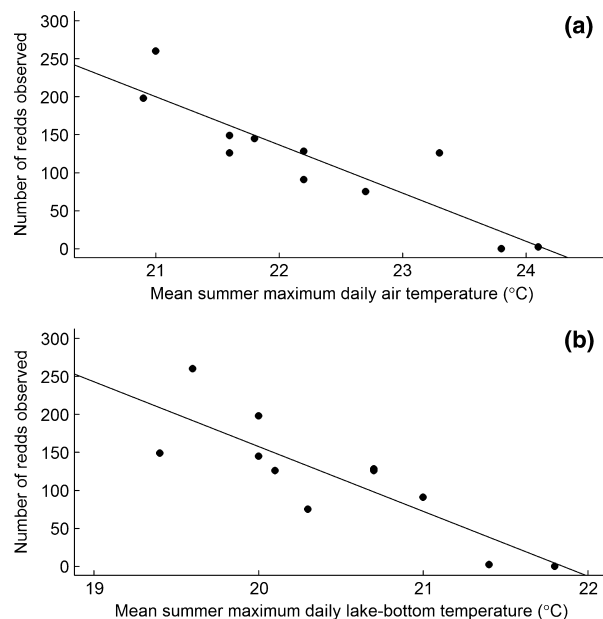 (a)
300
250
200
150
100
50
0
Number of redds observed
21 22 23 24
Mean summer maximum daily air temperature (°C)
(b)
300
250
200
150
100
50
0
Number of redds observed
19 20 21 22
Mean summer maximum daily lake-bottom temperature (°C)